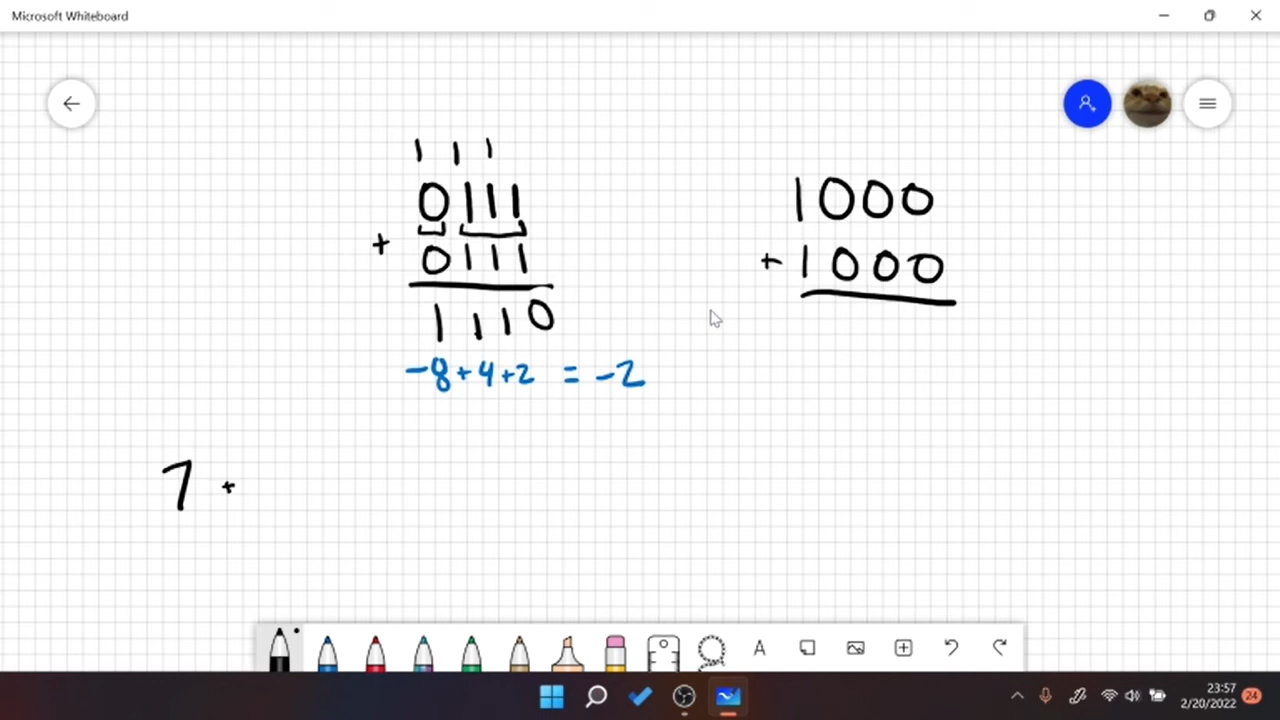 Microsoft Whiteboard
1 1 1
0111
+ 0111
1110
-8+4+2 = -2
1000
+ 1000
7 +
A
23:57
2/20/2022
24